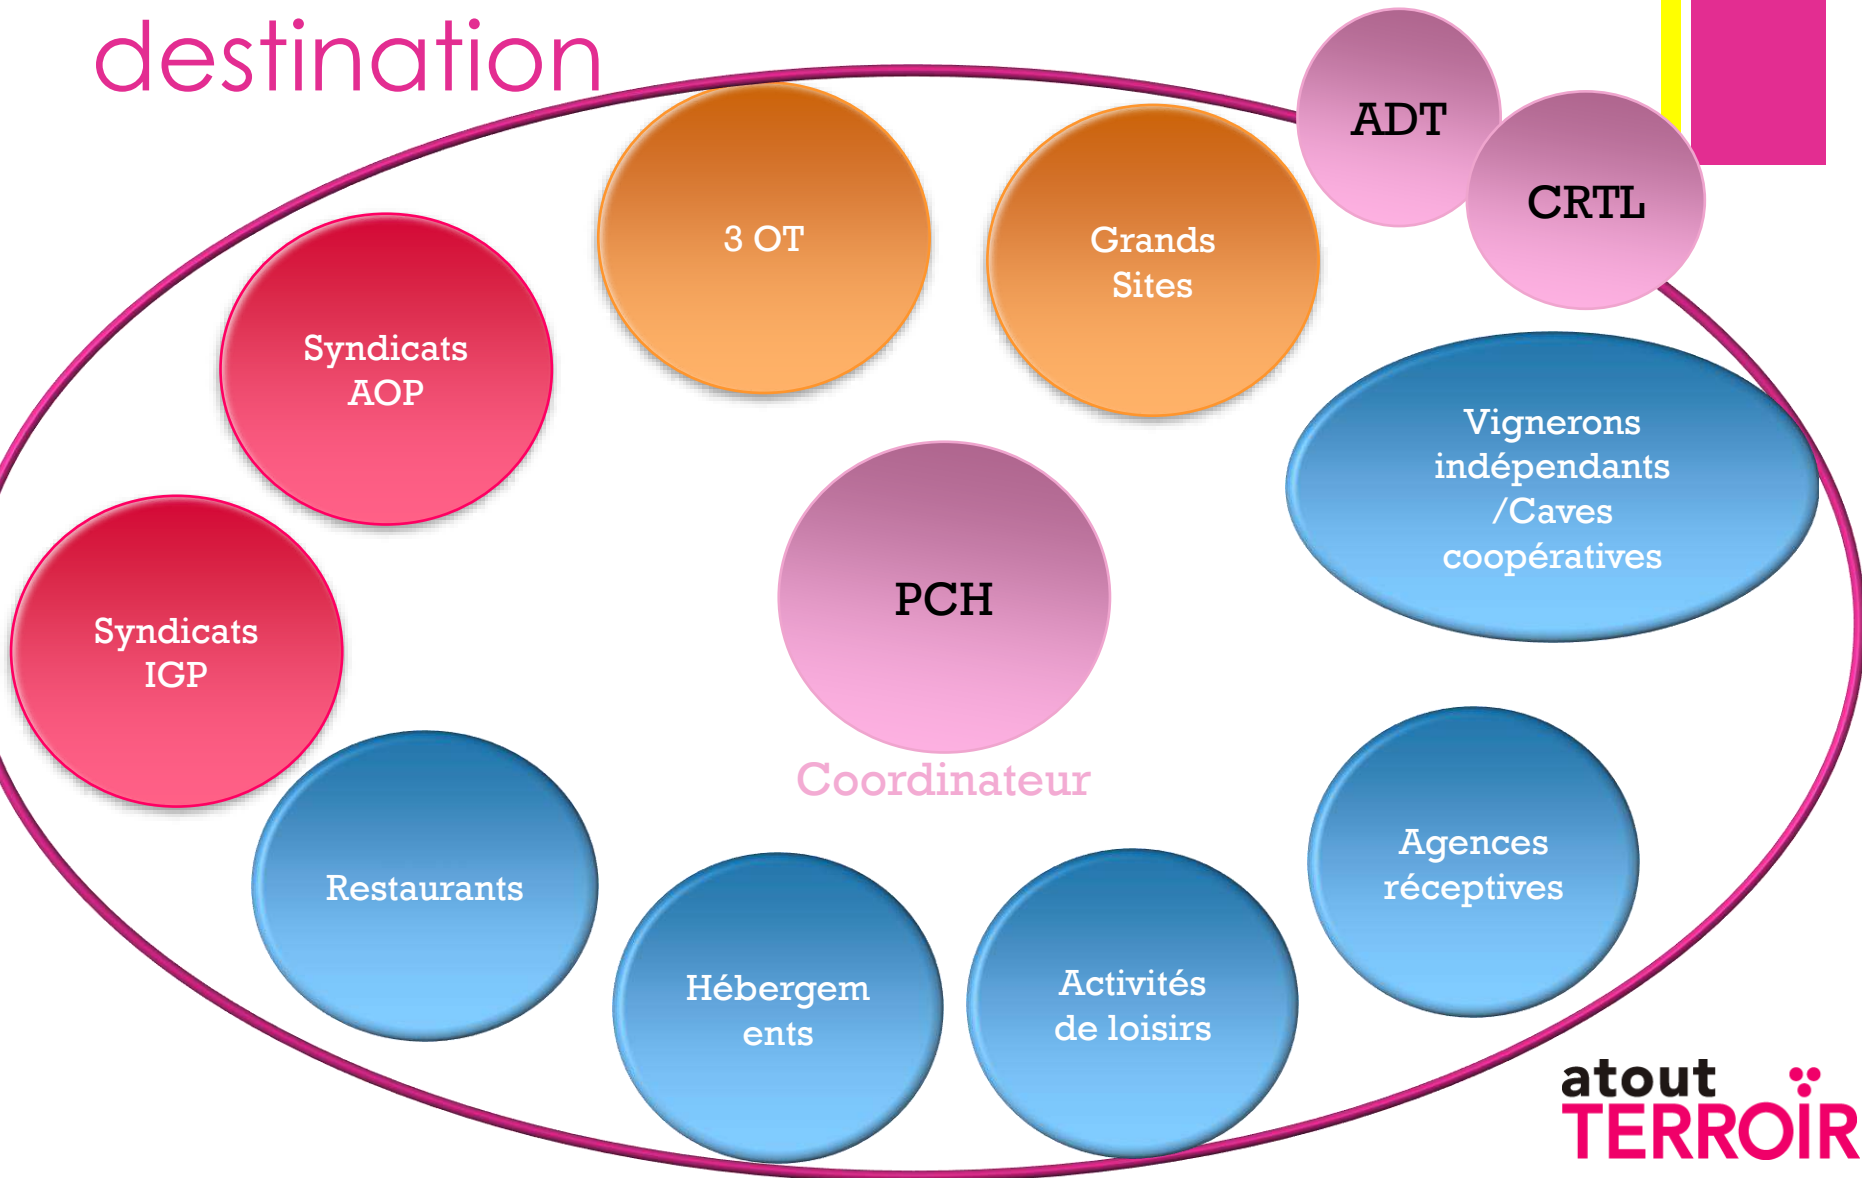 destination
ADT
CRTL
3 OT
Grands
Sites
Syndicats
AOP
Vignerons
indépendants
/Caves
coopératives
PCH
Coordinateur
Syndicats
IGP
Restaurants
Hébergem
ents
Activités
de loisirs
Agences
réceptives
atout
TERROIR